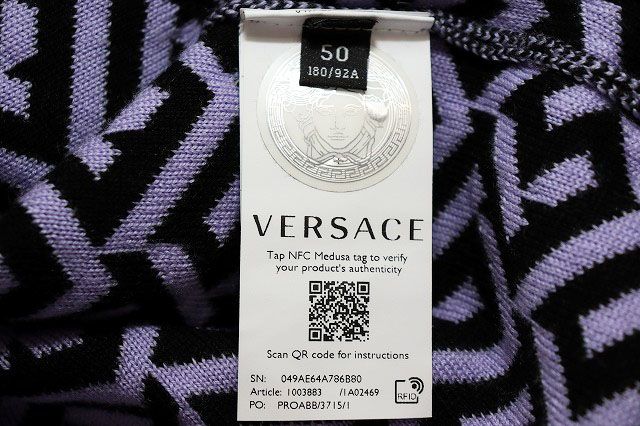 50
180/92A
VERSACE
Tap NFC Medusa tag to verify
your product's authenticity
Scan QR code for instructions
SN: 049AE64A786B80
Article: 1003883 /1A02469
PO: PROABB/3715/1
RFID